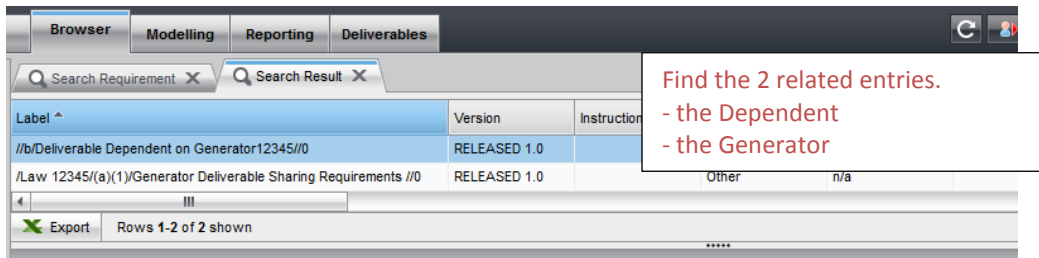 Browser Modelling Reporting Deliverables
Search Requirement Search Result
Find the 2 related entries.
- the Dependent
- the Generator
Label Version Instruction
//b/Deliverable Dependent on Generator12345//0 RELEASED 1.0
/Law 12345/(a)(1)/Generator Deliverable Sharing Requirements //0 RELEASED 1.0 Other n/a
Export Rows 1-2 of 2 shown